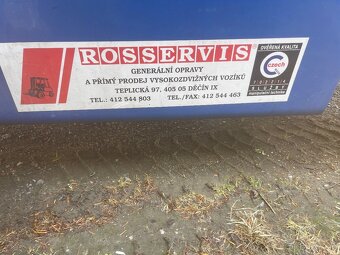 ROSSERVIS
GENERÁLNÍ OPRAVY
A PŘÍMÝ PRODEJ VYSOKOZDVIŽNÝCH VOZÍKŮ
TEPLICKÁ 97, 405 05 DĚČÍN IX
TEL.: 412 544 803 TEL./FAX: 412 544 463
OVĚŘENÁ KVALITA
czech
SLUŽBY